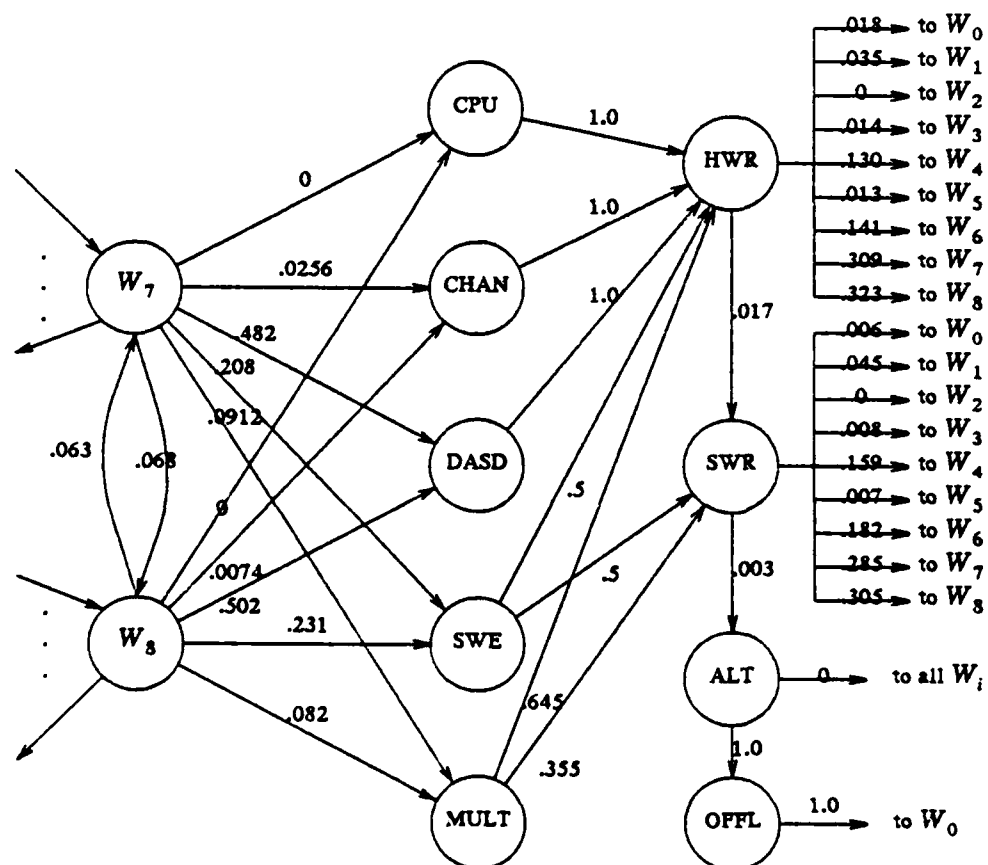 .018 to W0
.035 to W1
0 to W2
.014 to W3
.130 to W4
.013 to W5
.141 to W6
.309 to W7
.323 to W8
CPU
1.0
HWR
0
1.0
W7
.0256
CHAN
1.0
.017
.482
.208
.0912
.006 to W0
.045 to W1
0 to W2
.008 to W3
.159 to W4
.007 to W5
.182 to W6
.285 to W7
.305 to W8
.063
.068
DASD
SWR
.5
0
.0074
.502
.5
.003
W8
.231
SWE
ALT
0 to all Wi
.082
.645
.355
1.0
MULT
OFFL
1.0
to W0